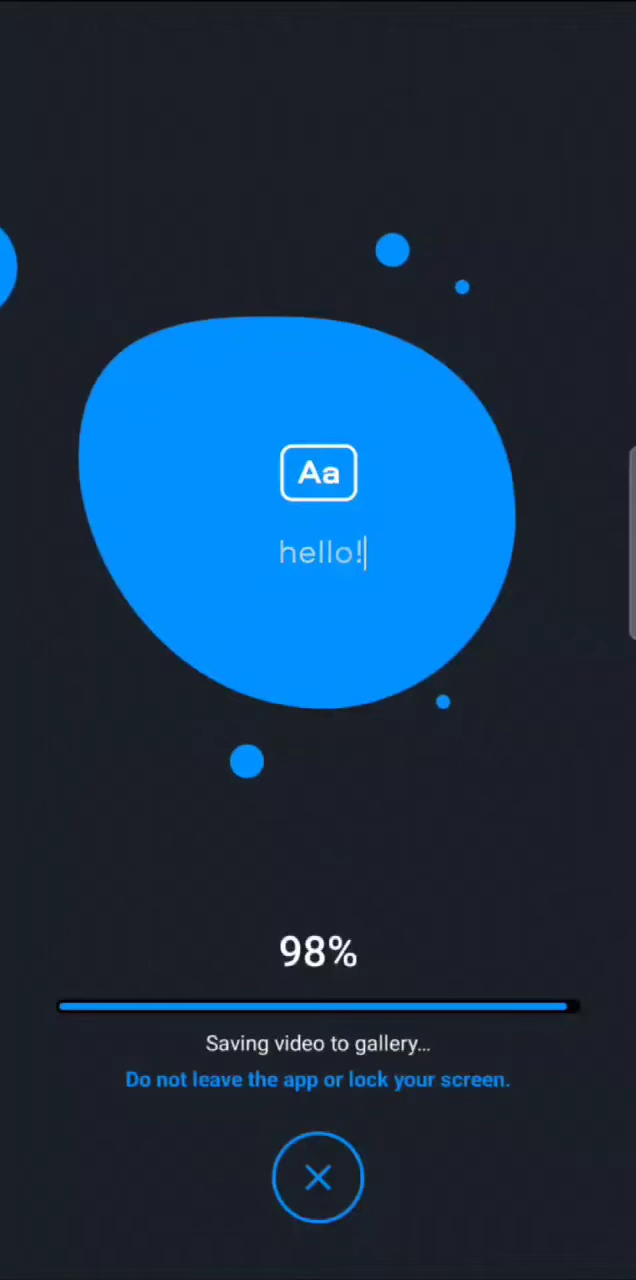 Aa
hello!
98%
Saving video to gallery...
Do not leave the app or lock your screen.